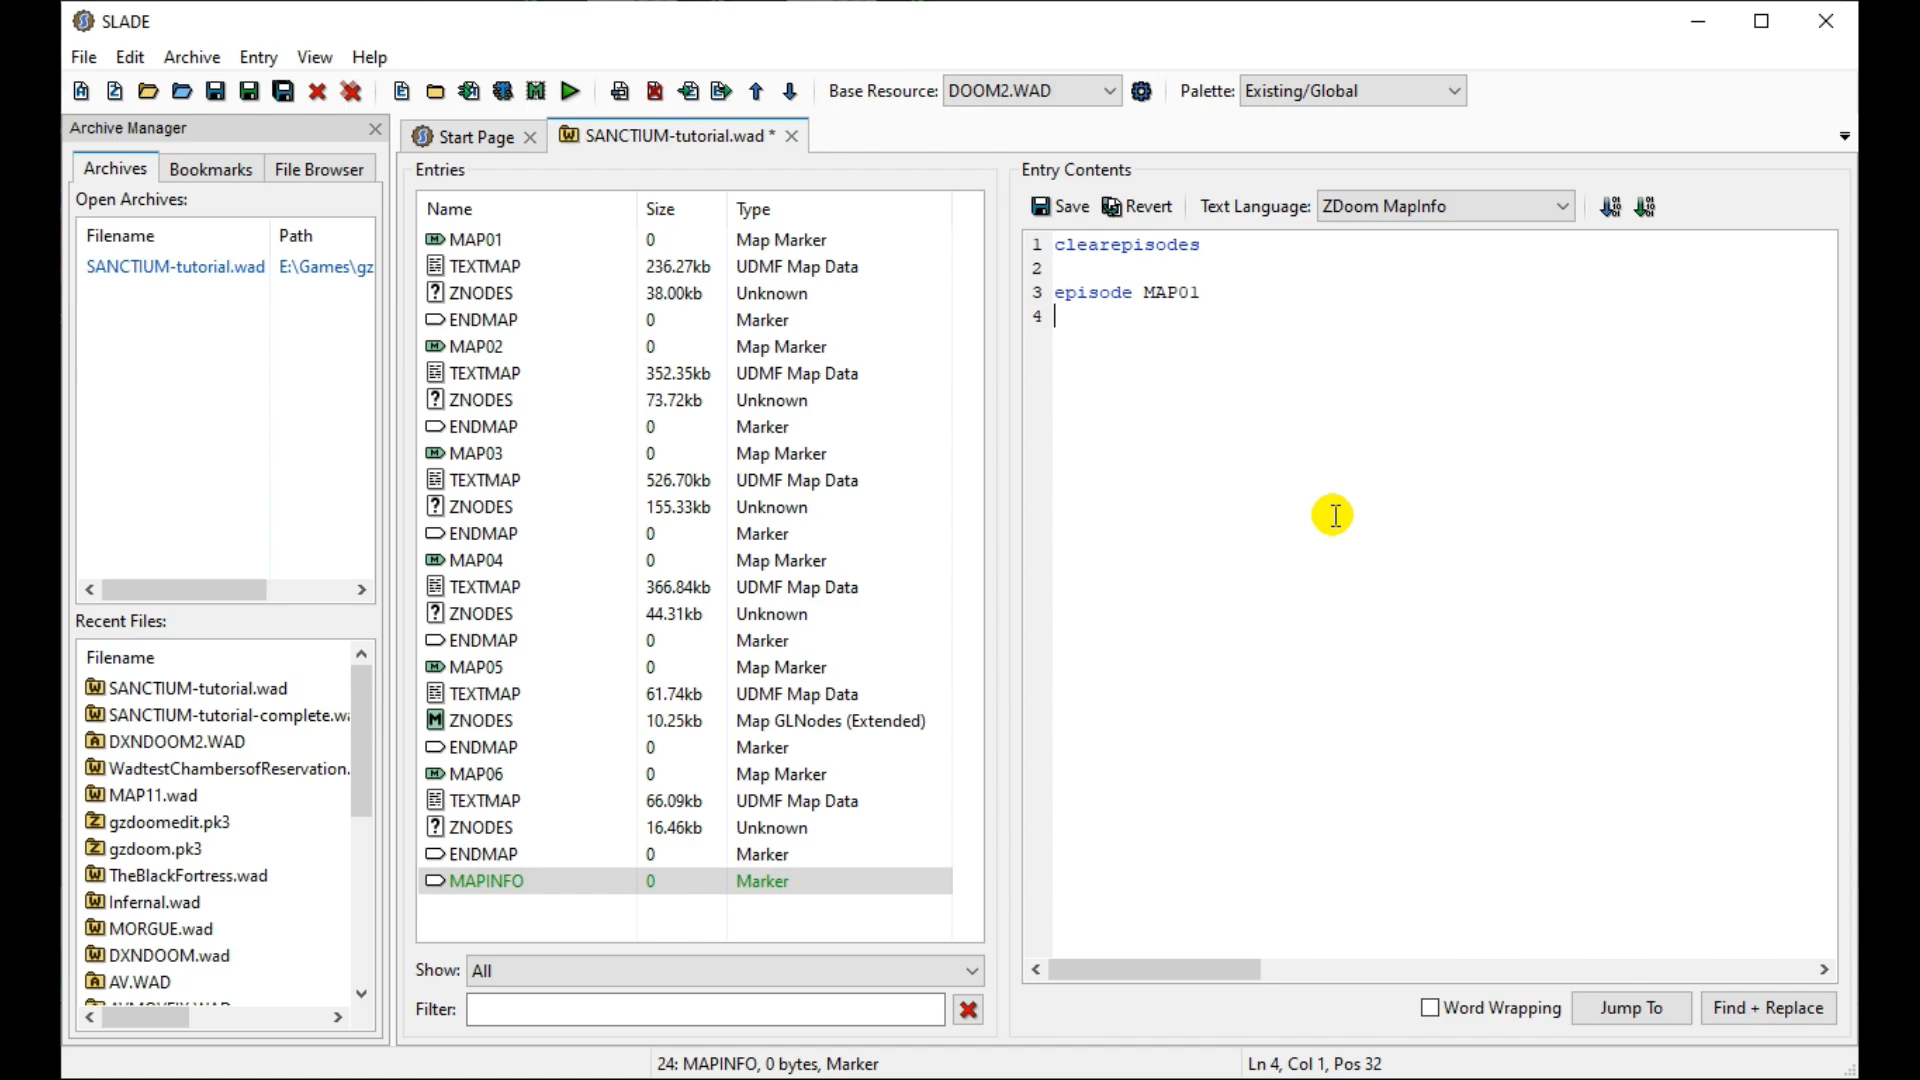 SLADE
File Edit Archive Entry View Help
Base Resource: DOOM2.WAD Palette: Existing/Global
Archive Manager
Start Page SANCTIUM-tutorial.wad *
Archives Bookmarks File Browser
Open Archives:
Filename Path
SANCTIUM-tutorial.wad E:\Games\gz
Recent Files:
Filename
SANCTIUM-tutorial.wad
SANCTIUM-tutorial-complete.wa
DXNDOOM2.WAD
WadtestChambersofReservation.
MAP11.wad
gzdoomedit.pk3
gzdoom.pk3
TheBlackFortress.wad
Infernal.wad
MORGUE.wad
DXNDOOM.wad
AV.WAD
Entries
Name Size Type
MAP01 0 Map Marker
TEXTMAP 236.27kb UDMF Map Data
ZNODES 38.00kb Unknown
ENDMAP 0 Marker
MAP02 0 Map Marker
TEXTMAP 352.35kb UDMF Map Data
ZNODES 73.72kb Unknown
ENDMAP 0 Marker
MAP03 0 Map Marker
TEXTMAP 526.70kb UDMF Map Data
ZNODES 155.33kb Unknown
ENDMAP 0 Marker
MAP04 0 Map Marker
TEXTMAP 366.84kb UDMF Map Data
ZNODES 44.31kb Unknown
ENDMAP 0 Marker
MAP05 0 Map Marker
TEXTMAP 61.74kb UDMF Map Data
ZNODES 10.25kb Map GLNodes (Extended)
ENDMAP 0 Marker
MAP06 0 Map Marker
TEXTMAP 66.09kb UDMF Map Data
ZNODES 16.46kb Unknown
ENDMAP 0 Marker
MAPINFO 0 Marker
Show: All
Filter:
Entry Contents
Save Revert Text Language: ZDoom MapInfo
1 clearepisodes
2
3 episode MAP01
4
Word Wrapping Jump To Find + Replace
24: MAPINFO, 0 bytes, Marker Ln 4, Col 1, Pos 32